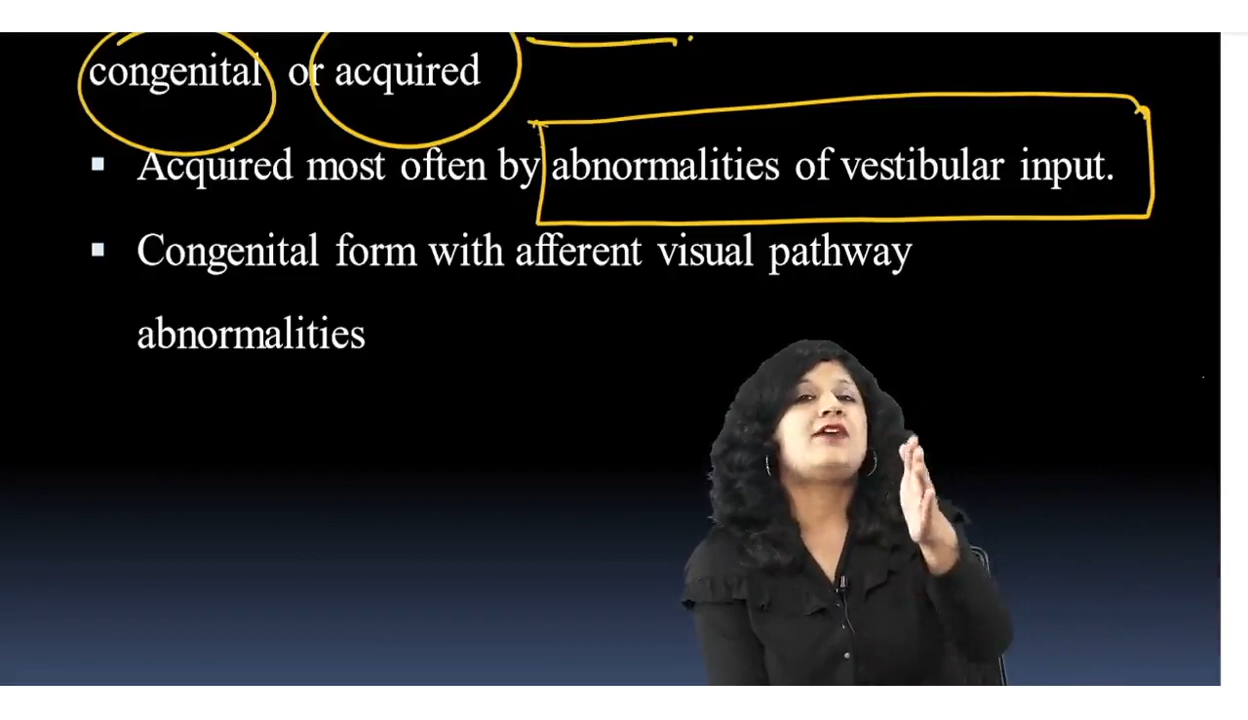 congenital or acquired
▪ Acquired most often by abnormalities of vestibular input.
▪ Congenital form with afferent visual pathway
abnormalities